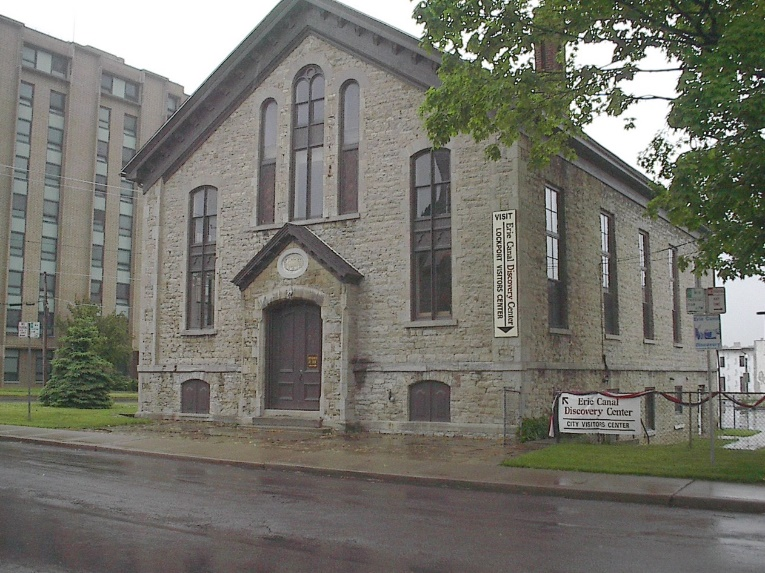 VISIT
Erie Canal Discovery Center
LOCKPORT VISITORS CENTER
Erie Canal
Discovery Center
CITY VISITORS CENTER